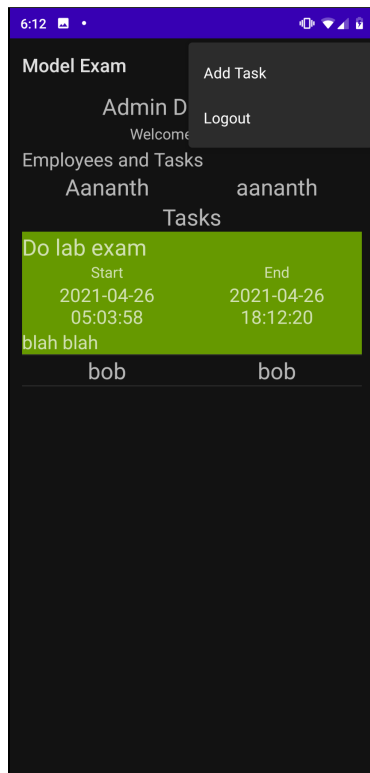 6:12
Model Exam
Add Task
Logout
Admin D
Welcome
Employees and Tasks
Aananth aananth
Tasks
Do lab exam
Start End
2021-04-26 2021-04-26
05:03:58 18:12:20
blah blah
bob bob